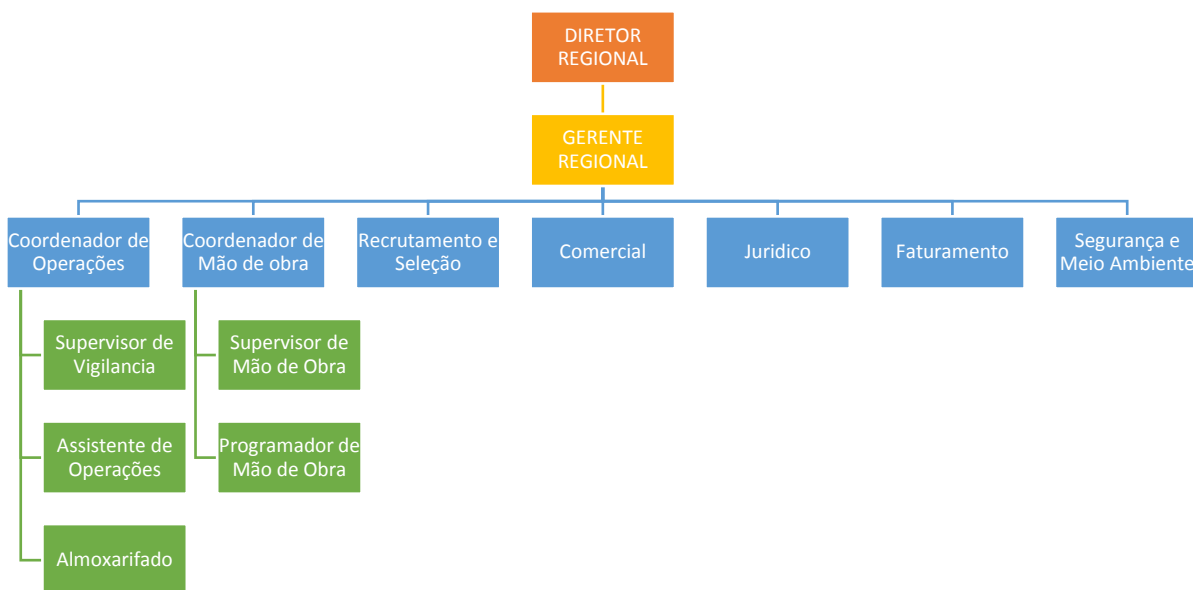 DIRETOR
REGIONAL
GERENTE
REGIONAL
Coordenador de
Operações
Coordenador de
Mão de obra
Recrutamento e
Seleção
Comercial
Juridico
Faturamento
Segurança e
Meio Ambiente
Supervisor de
Vigilancia
Assistente de
Operações
Almoxarifado
Supervisor de
Mão de Obra
Programador de
Mão de Obra